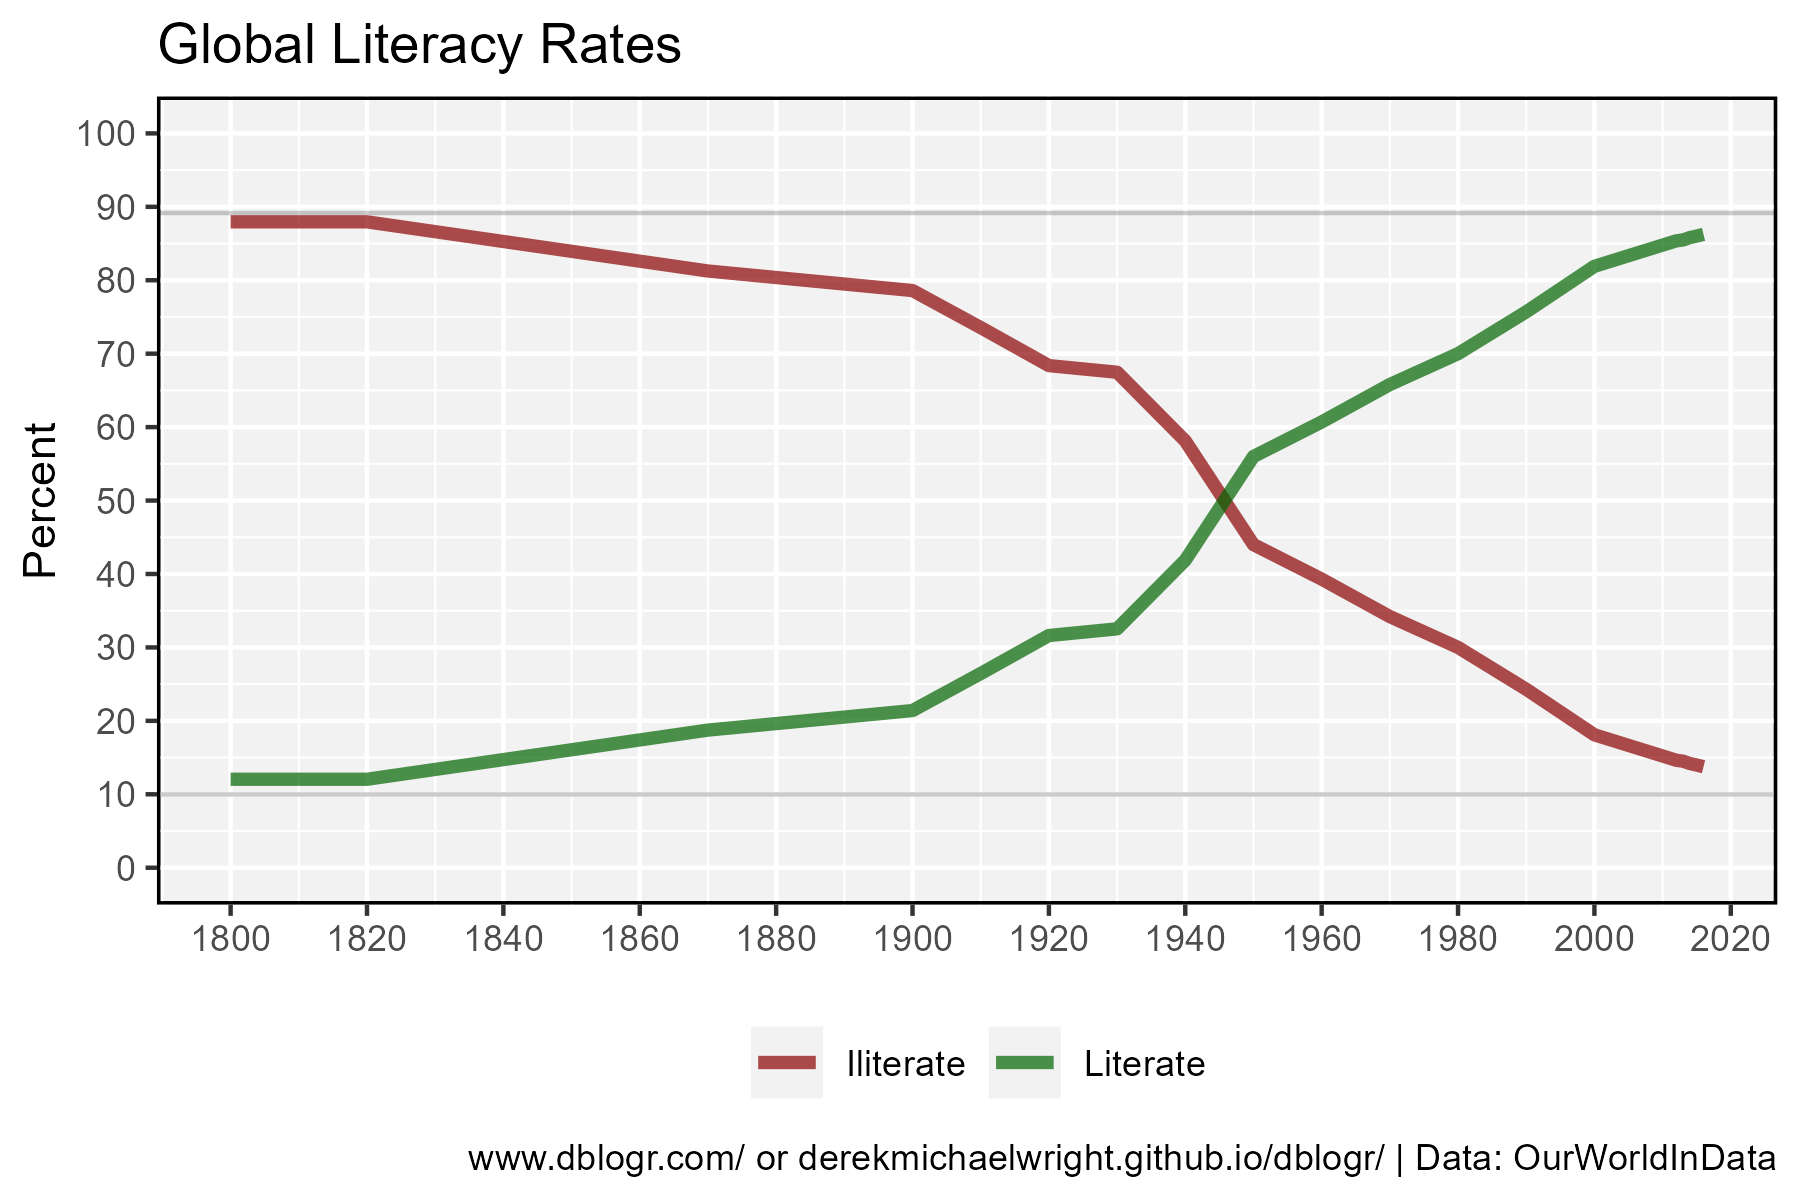 Global Literacy Rates
100
90
80
70
60
50
40
30
20
10
0
Percent
1800 1820 1840 1860 1880 1900 1920 1940 1960 1980 2000 2020
Illiterate Literate
www.dblogr.com/ or derekmichaelwright.github.io/dblogr/ | Data: OurWorldInData